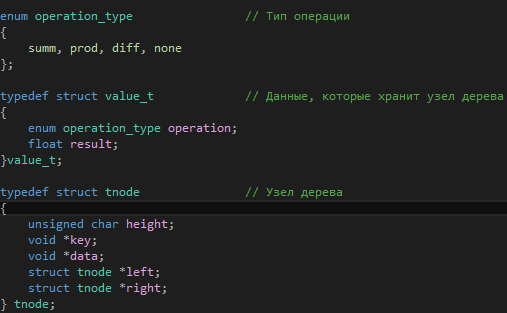 enum operation_type // Тип операции
{
summ, prod, diff, none
};
typedef struct value_t // Данные, которые хранит узел дерева
{
enum operation_type operation;
float result;
}value_t;
typedef struct tnode // Узел дерева
{
unsigned char height;
void *key;
void *data;
struct tnode *left;
struct tnode *right;
} tnode;